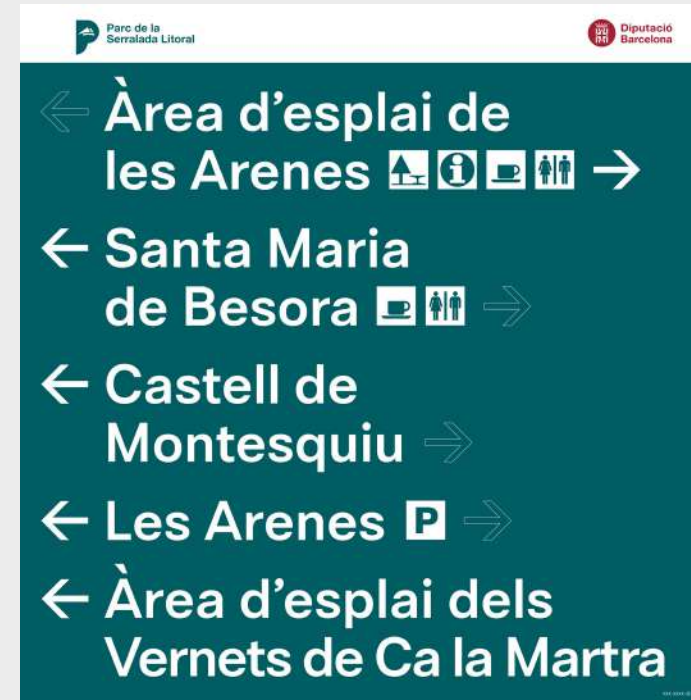 Parc de la
Serralada Litoral
Diputació
Barcelona
← Àrea d'esplai de
les Arenes →
← Santa Maria
de Besora →
← Castell de
Montesquiu →
← Les Arenes P →
← Àrea d'esplai dels
Vernets de Ca la Martra